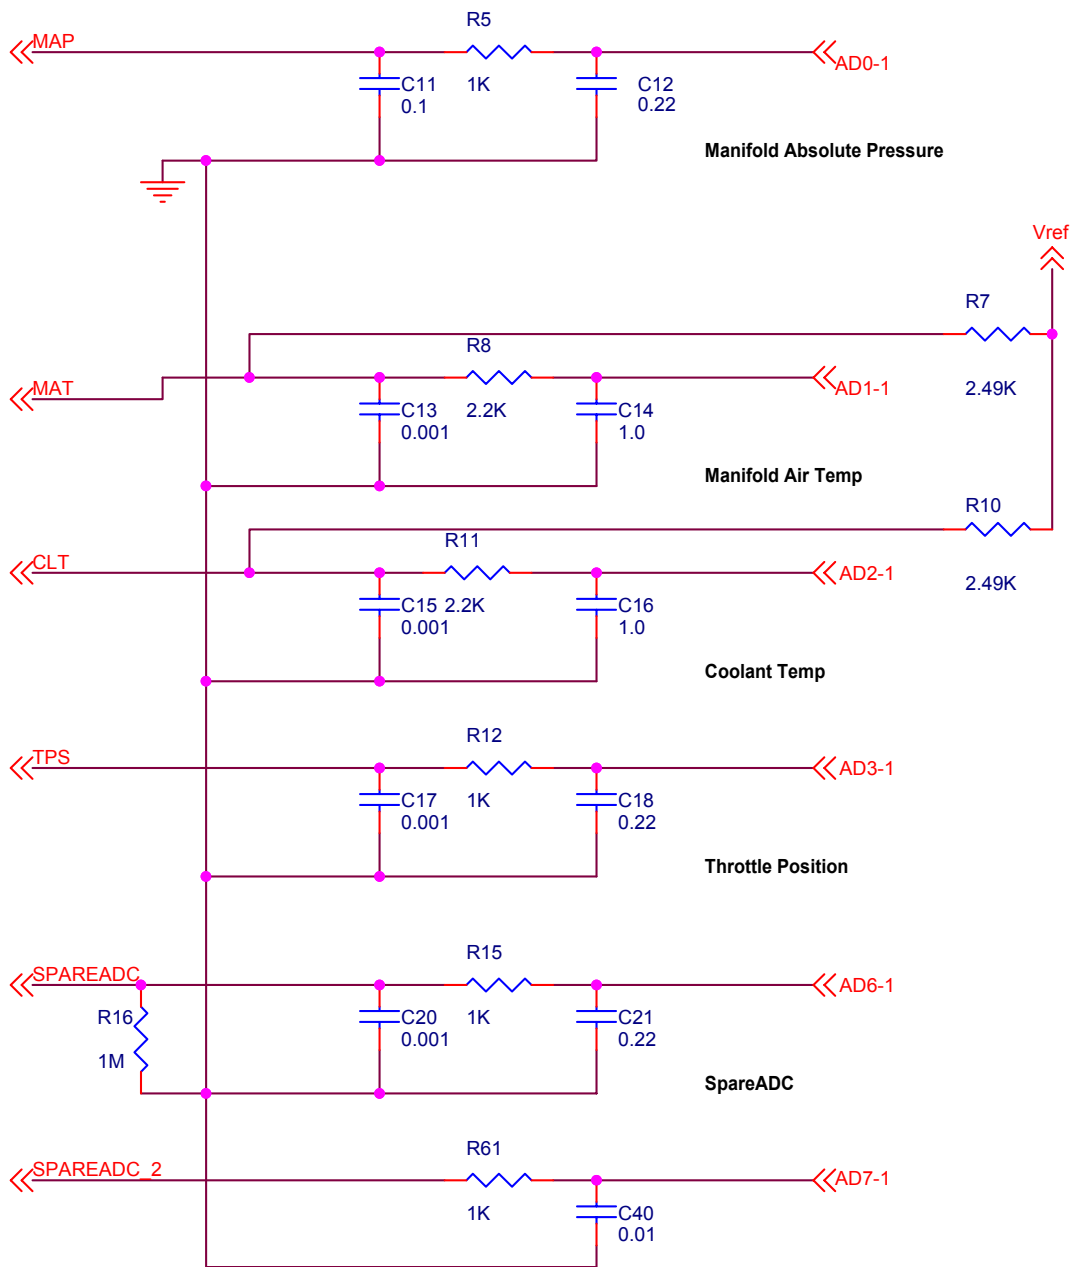 R5
MAP
AD0-1
C11
0.1
1K
C12
0.22
Manifold Absolute Pressure
Vref
R7
R8
MAT
AD1-1
2.49K
C13
0.001
2.2K
C14
1.0
Manifold Air Temp
R10
R11
CLT
AD2-1
2.49K
C15
0.001
2.2K
C16
1.0
Coolant Temp
R12
TPS
AD3-1
C17
0.001
1K
C18
0.22
Throttle Position
R15
SPAREADC
AD6-1
R16
1M
C20
0.001
1K
C21
0.22
SpareADC
R61
SPAREADC_2
AD7-1
1K
C40
0.01